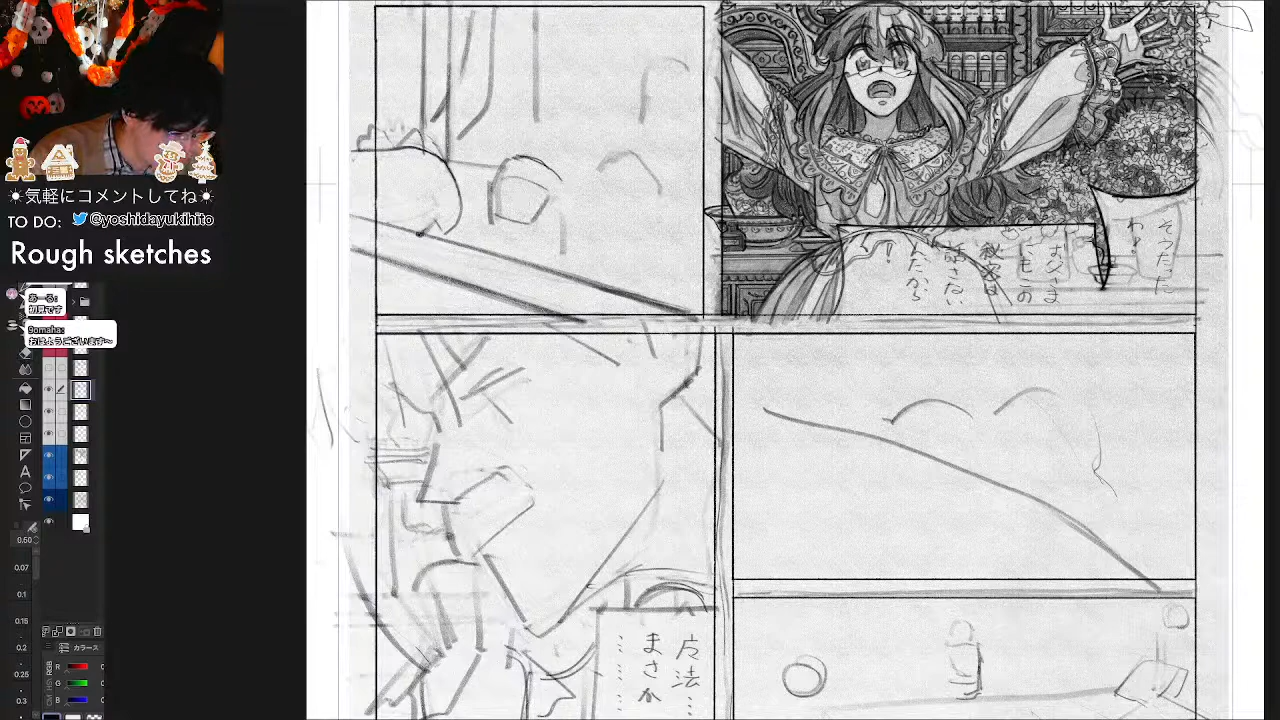 ☀気軽にコメントしてね☀
TO DO: @yoshidayukihito
Rough sketches
あーる:
初見です
9omaha:
おはようございます〜
0.50
0.07
0.1
0.15
0.2
0.25
0.3
カラース
RGB
R
G
B
そうだった
わ!
おじさま
にもこの
秘密は
話さない
んだから
!
方法…
まさか
……